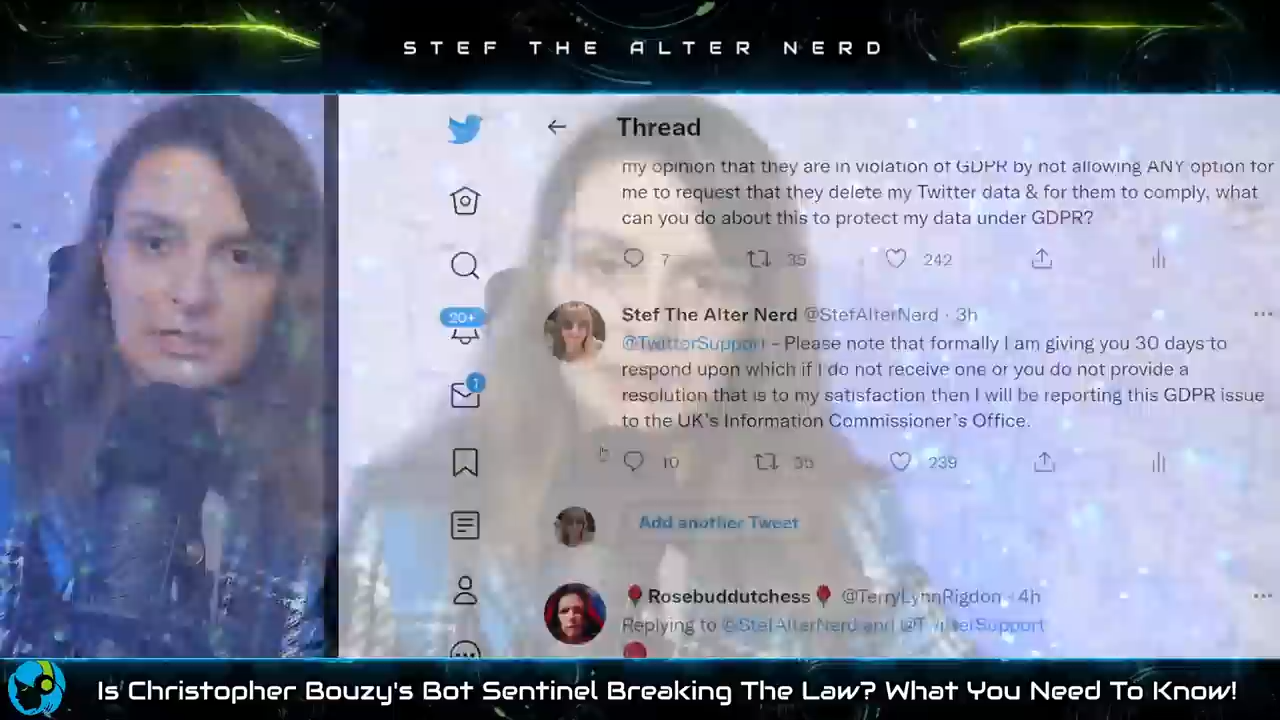 STEF THE ALTER NERD
Thread
my opinion that they are in violation of GDPR by not allowing ANY option for
me to request that they delete my Twitter data & for them to comply, what
can you do about this to protect my data under GDPR?
7 35 242
20+
Stef The Alter Nerd @StefAlterNerd · 3h
@TwitterSupport - Please note that formally I am giving you 30 days to
respond upon which if I do not receive one or you do not provide a
resolution that is to my satisfaction then I will be reporting this GDPR issue
to the UK's Information Commissioner's Office.
10 239
Add another Tweet
Rosebuddutchess @TerryLynnRigdon · 4h
Replying to @StefAlterNerd and @TwitterSupport
Is Christopher Bouzy's Bot Sentinel Breaking The Law? What You Need To Know!